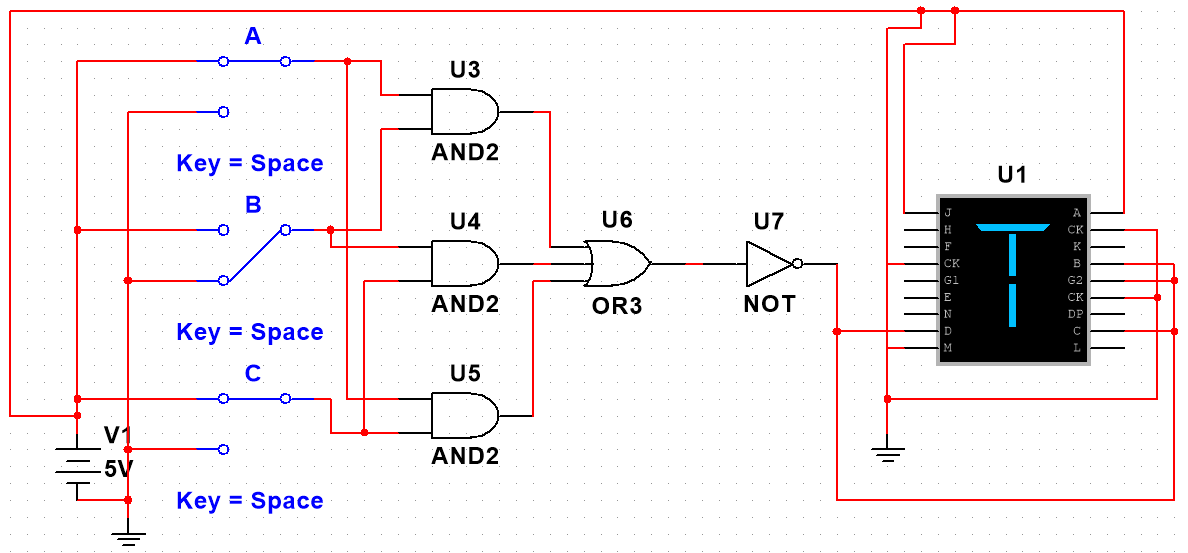 A
Key = Space
B
Key = Space
C
Key = Space
V1
5V
U3
AND2
U4
AND2
U5
AND2
U6
OR3
U7
NOT
U1
J
H
F
CK
G1
E
N
D
M
A
CK
K
B
G2
CK
DP
C
L